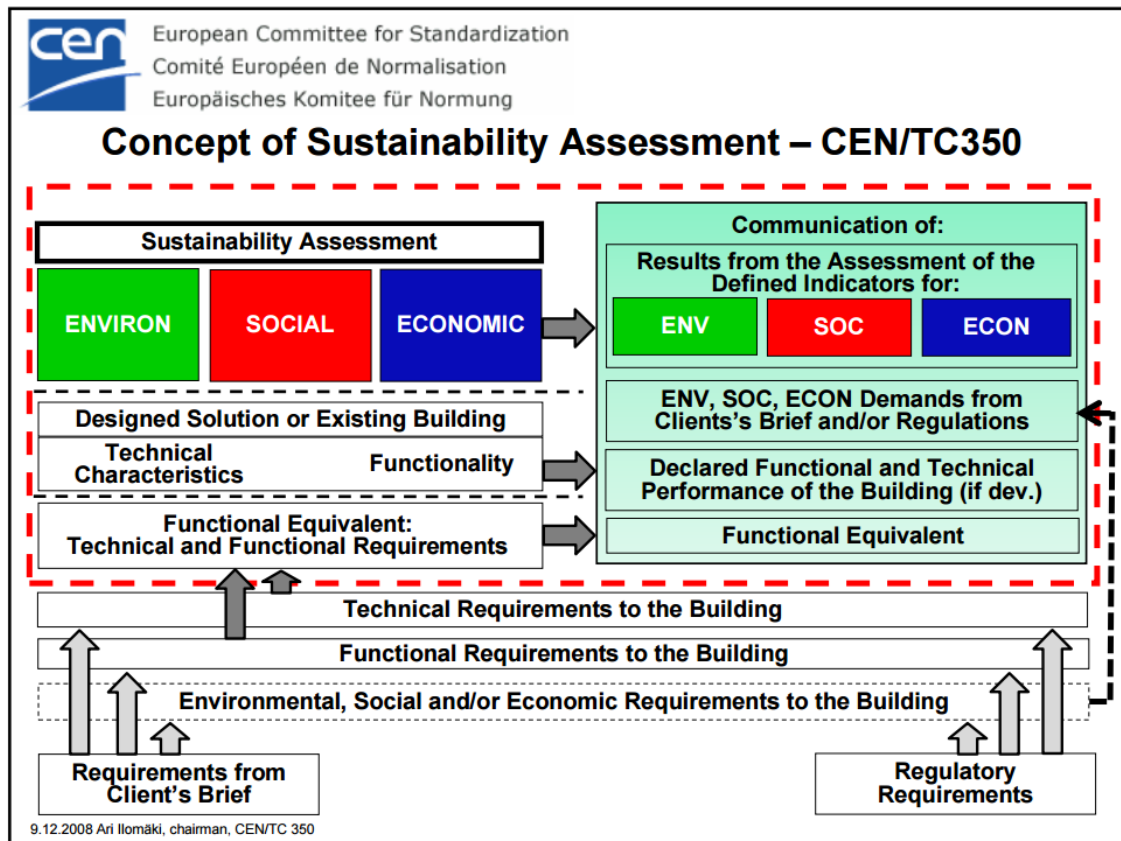 cen
European Committee for Standardization
Comité Européen de Normalisation
Europäisches Komitee für Normung
Concept of Sustainability Assessment – CEN/TC350
Sustainability Assessment
ENVIRON
SOCIAL
ECONOMIC
Designed Solution or Existing Building
Technical
Characteristics
Functionality
Functional Equivalent:
Technical and Functional Requirements
Communication of:
Results from the Assessment of the
Defined Indicators for:
ENV
SOC
ECON
ENV, SOC, ECON Demands from
Clients's Brief and/or Regulations
Declared Functional and Technical
Performance of the Building (if dev.)
Functional Equivalent
Technical Requirements to the Building
Functional Requirements to the Building
Environmental, Social and/or Economic Requirements to the Building
Requirements from
Client's Brief
Regulatory
Requirements
9.12.2008 Ari Ilomäki, chairman, CEN/TC 350